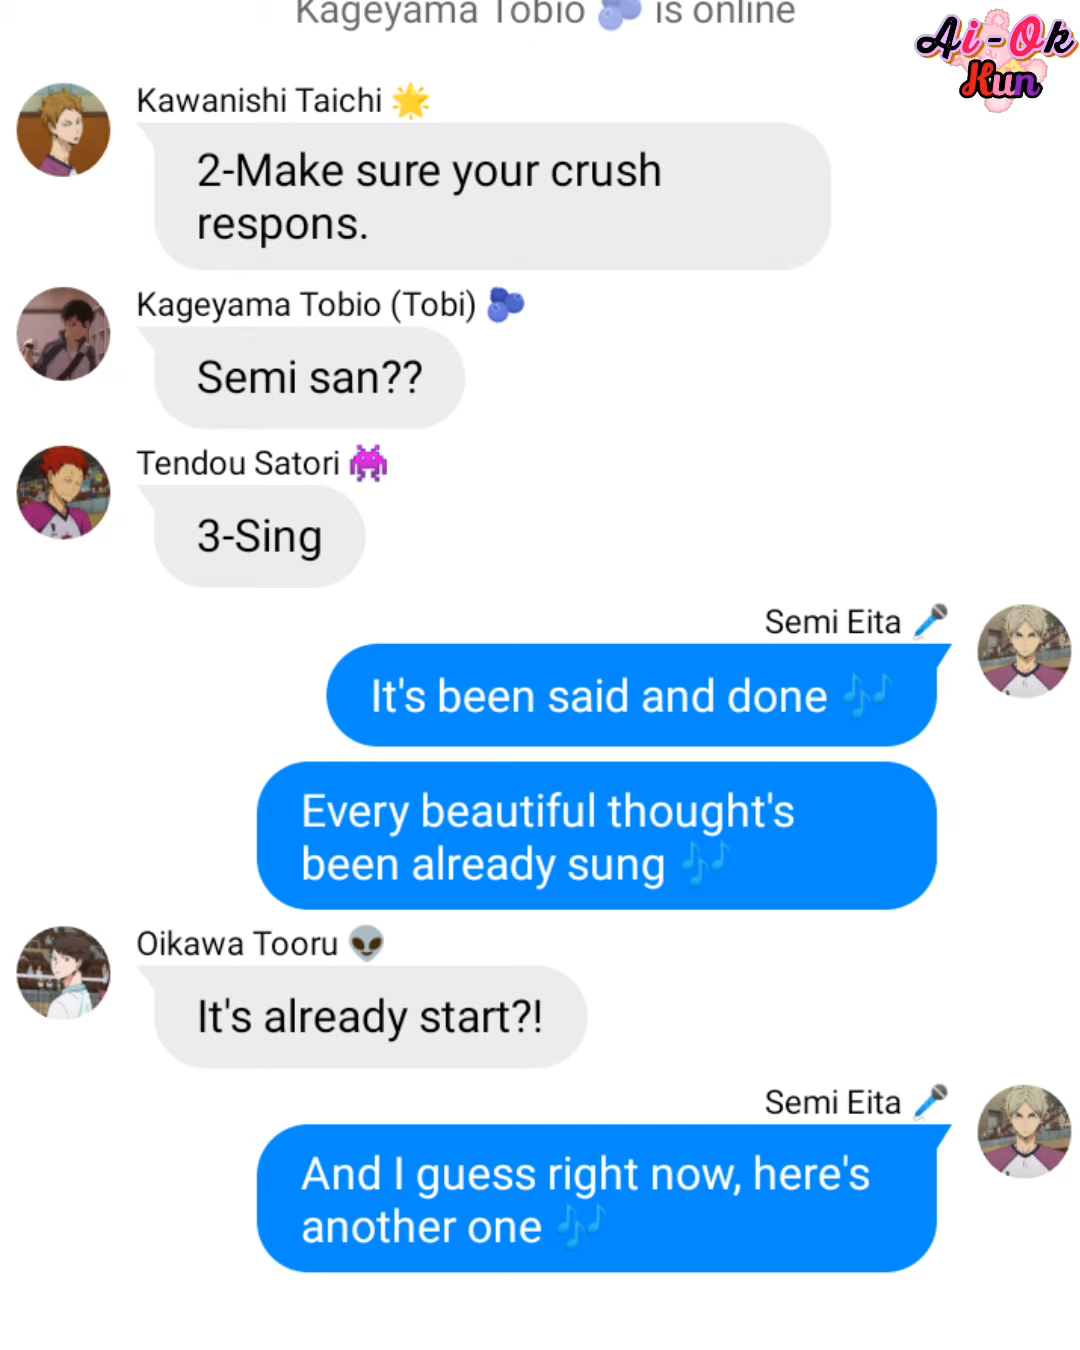 Kageyama Tobio 🫐 is online
Ai-Ok
Kun
Kawanishi Taichi 🌟
2-Make sure your crush
respons.
Kageyama Tobio (Tobi) 🫐
Semi san??
Tendou Satori 👾
3-Sing
Semi Eita 🎤
It's been said and done 🎶
Every beautiful thought's
been already sung 🎶
Oikawa Tooru 👽
It's already start?!
Semi Eita 🎤
And I guess right now, here's
another one 🎶